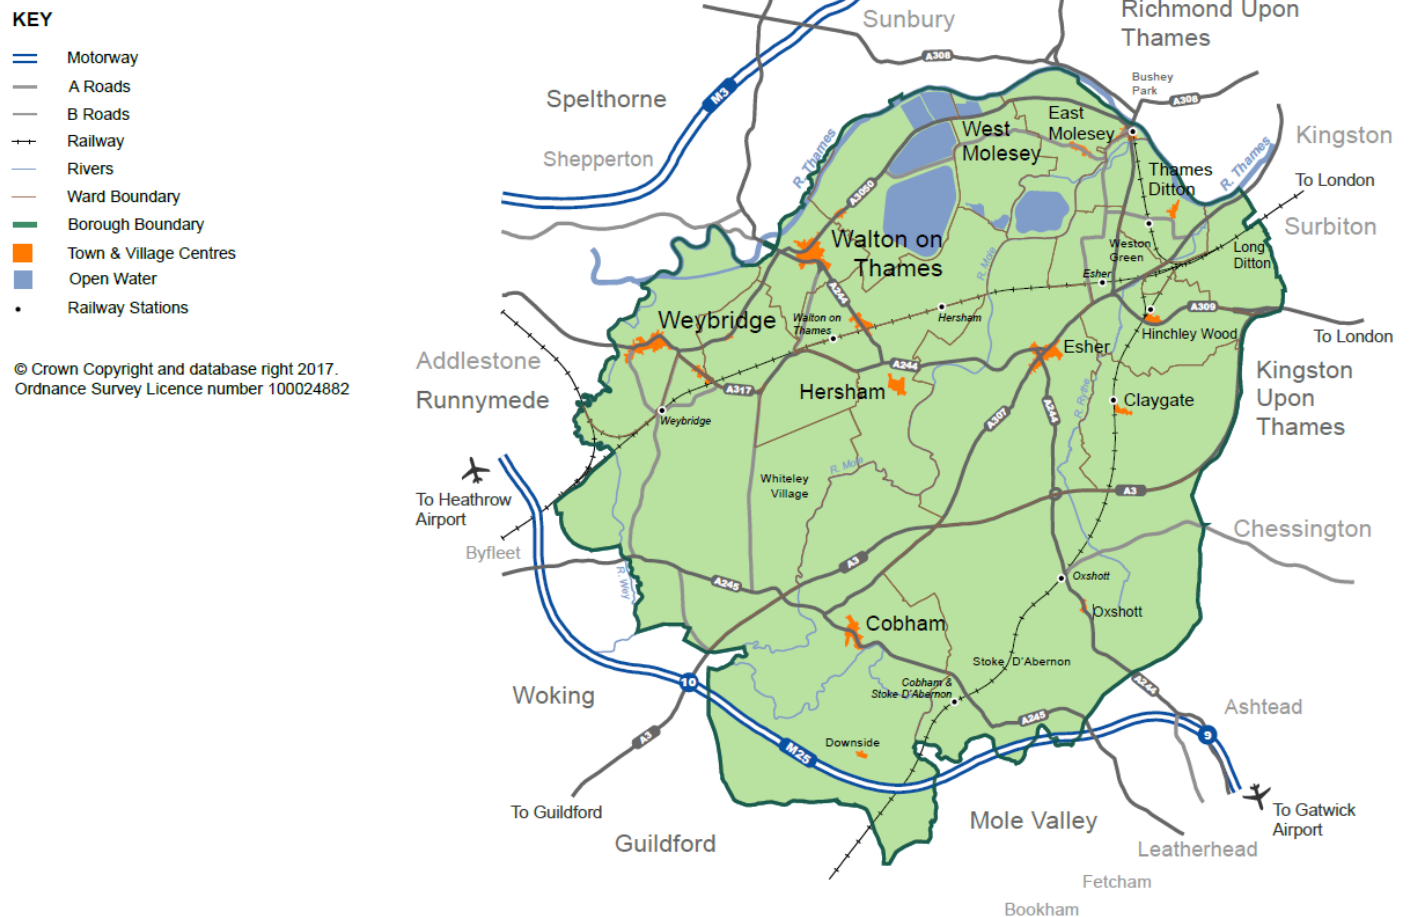 KEY
Motorway
A Roads
B Roads
Railway
Rivers
Ward Boundary
Borough Boundary
Town & Village Centres
Open Water
Railway Stations
© Crown Copyright and database right 2017.
Ordnance Survey Licence number 100024882
Sunbury
Richmond Upon
Thames
A308
Bushey
Park
A308
M3
Spelthorne
Shepperton
R. Thames
West
Molesey
East
Molesey
Kingston
Thames
Ditton
R. Thames
To London
Surbiton
A3050
Walton on
Thames
Weston
Green
Long
Ditton
R. Mole
Esher
A244
Walton on
Thames
Hersham
A309
Hinchley Wood
To London
Weybridge
Addlestone
Runnymede
Esher
A244
Hersham
A317
Weybridge
Kingston
Upon
Thames
R. Rythe
Claygate
A307
A244
To Heathrow
Airport
Byfleet
Whiteley
Village
R. Mole
A3
Chessington
A3
R. Wey
A245
Oxshott
Oxshott
Cobham
Stoke D'Abernon
Cobham &
Stoke D'Abernon
10
Woking
A244
Ashtead
A245
A3
M25
Downside
9
To Guildford
Guildford
Mole Valley
To Gatwick
Airport
Leatherhead
Fetcham
Bookham